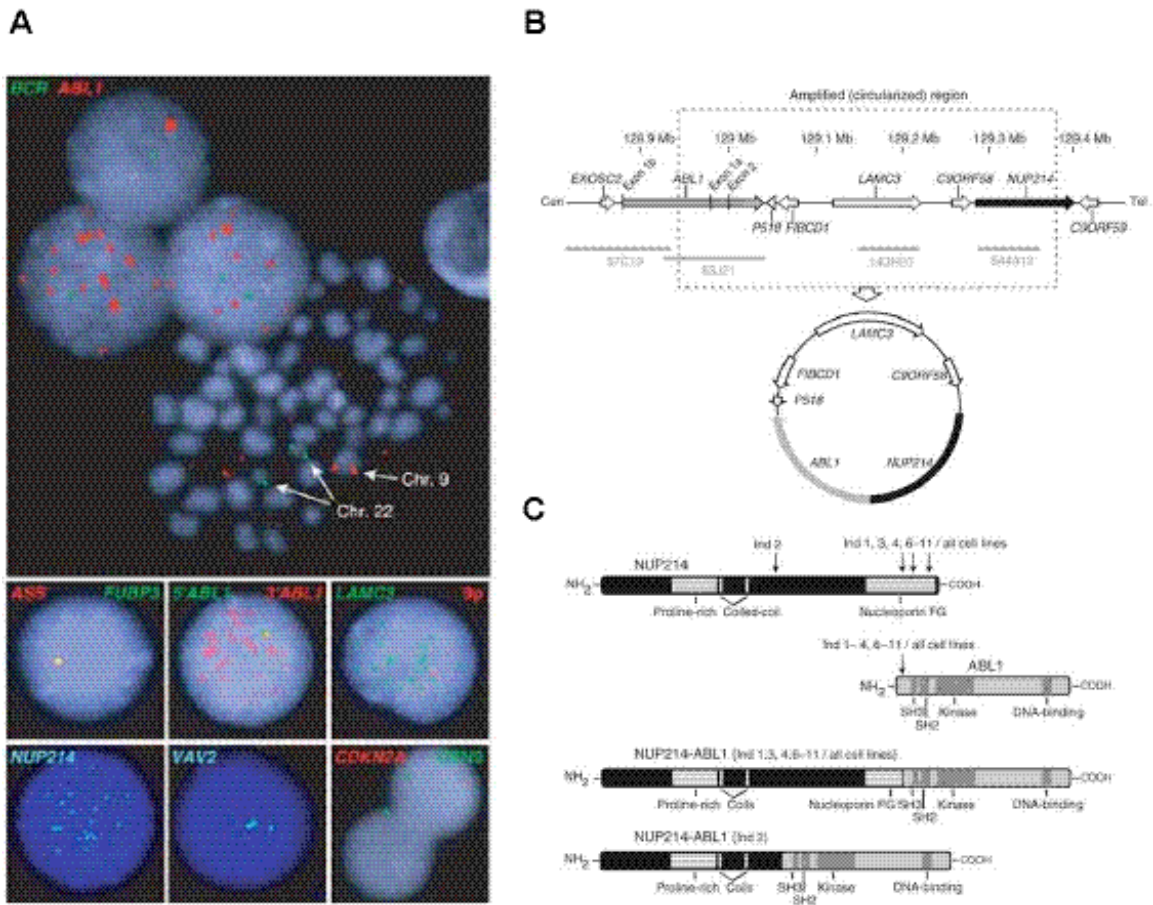 A
BCR ABL1
Chr. 9
Chr. 22
ASS FUBP3
5'ABL1 3'ABL1
LAMC3 9p
NUP214
VAV2
CDKN2A
B
Amplified (circularized) region
128.9 Mb 129 Mb 129.1 Mb 129.2 Mb 129.3 Mb 129.4 Mb
EXOSC2 Exon 1b ABL1 Exon 1a Exon 2 LAMC3 C9ORF58 NUP214
Cen Tel
P518 FIBCD1 C9ORF59
LAMC3
FIBCD1 C9ORF58
P518
ABL1 NUP214
C
Ind 2 Ind 1, 3, 4, 6–11 / all cell lines
NUP214
NH2 COOH
Proline-rich Coiled-coil Nucleoporin FG
Ind 1–4, 6–11 / all cell lines
ABL1
NH2 COOH
SH3 Kinase DNA-binding
SH2
NUP214-ABL1 (Ind 1,3, 4,6–11 / all cell lines)
NH2 COOH
Proline-rich Coils Nucleoporin FG SH3 Kinase DNA-binding
SH2
NUP214-ABL1 (Ind 2)
NH2 COOH
Proline-rich Coils SH3 Kinase DNA-binding
SH2